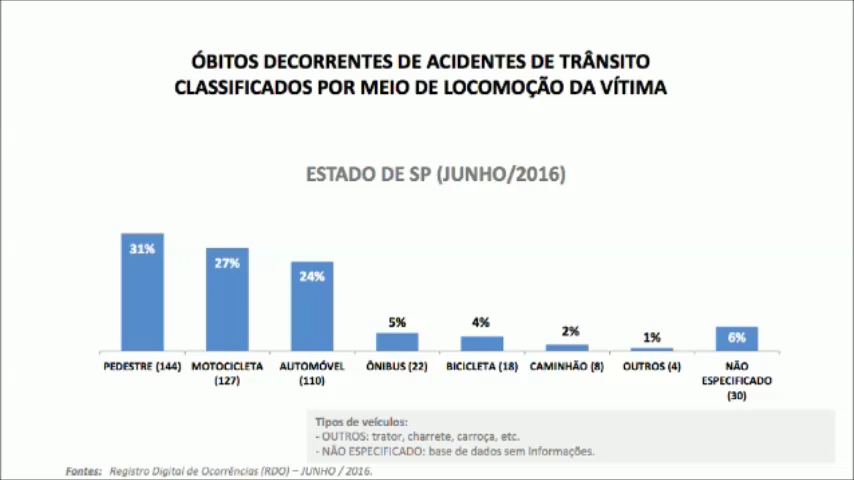 ÓBITOS DECORRENTES DE ACIDENTES DE TRÂNSITO
CLASSIFICADOS POR MEIO DE LOCOMOÇÃO DA VÍTIMA
ESTADO DE SP (JUNHO/2016)
31%
27%
24%
5%
4%
2%
1%
6%
PEDESTRE (144)
MOTOCICLETA
(127)
AUTOMÓVEL
(110)
ÔNIBUS (22)
BICICLETA (18)
CAMINHÃO (8)
OUTROS (4)
NÃO
ESPECIFICADO
(30)
Tipos de veículos:
- OUTROS: trator, charrete, carroça, etc.
- NÃO ESPECIFICADO: base de dados sem informações.
Fontes: Registro Digital de Ocorrências (RDO) – JUNHO / 2016.